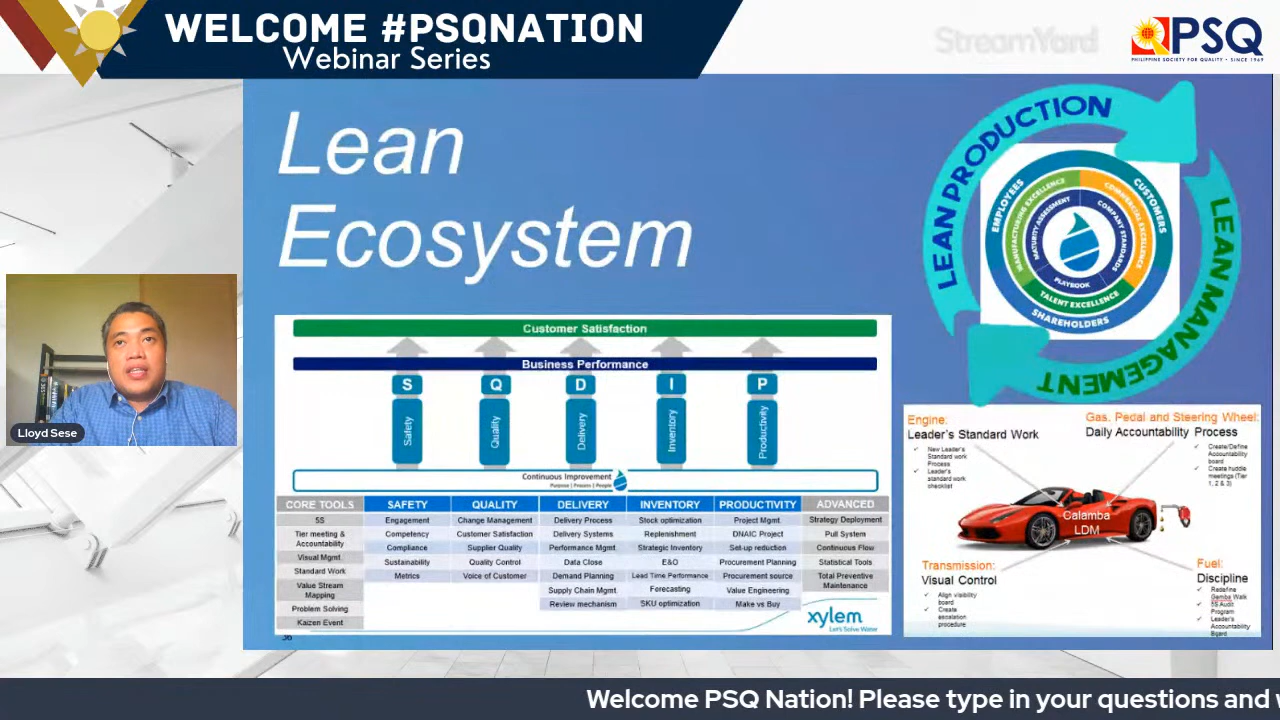 WELCOME #PSQNATION
Webinar Series
StreamYard
PSQ
PHILIPPINE SOCIETY FOR QUALITY • SINCE 1969
Lean
Ecosystem
LEAN PRODUCTION
LEAN MANAGEMENT
EMPLOYEES
CUSTOMERS
SHAREHOLDERS
MANUFACTURING EXCELLENCE
COMMERCIAL EXCELLENCE
TALENT EXCELLENCE
MATURITY ASSESSMENT
COMPANY STANDARDS
PLAYBOOK
Lloyd Sese
Customer Satisfaction
Business Performance
S Q D I P
Safety Quality Delivery Inventory Productivity
Continuous Improvement
Purpose | Process | People
CORE TOOLS SAFETY QUALITY DELIVERY INVENTORY PRODUCTIVITY ADVANCED
5S Engagement Change Management Delivery Process Stock optimization Project Mgmt Strategy Deployment
Tier meeting & Accountability Competency Customer Satisfaction Delivery Systems Replenishment DNAIC Project Pull System
Visual Mgmt Compliance Supplier Quality Performance Mgmt Strategic Inventory Set-up reduction Continuous Flow
Standard Work Sustainability Quality Control Data Close E&O Procurement Planning Statistical Tools
Value Stream Mapping Metrics Voice of Customer Demand Planning Lead Time Performance Procurement source Total Preventive Maintenance
Problem Solving Supply Chain Mgmt Forecasting Value Engineering
Kaizen Event Review mechanism SKU optimization Make vs Buy
xylem
Let's Solve Water
36
Engine:
Leader's Standard Work
New Leader's
Standard work
Process
Leader's
standard work
checklist
Gas. Pedal and Steering Wheel:
Daily Accountability Process
Create/Define
Accountability
board
Create huddle
meetings (Tier
1, 2 & 3)
Calamba
LDM
Transmission:
Visual Control
Align visibility
board
Create
escalation
procedure
Fuel:
Discipline
Redefine
Gemba Walk
5S Audit
Program
Leader's
Accountability
Board
Welcome PSQ Nation! Please type in your questions and